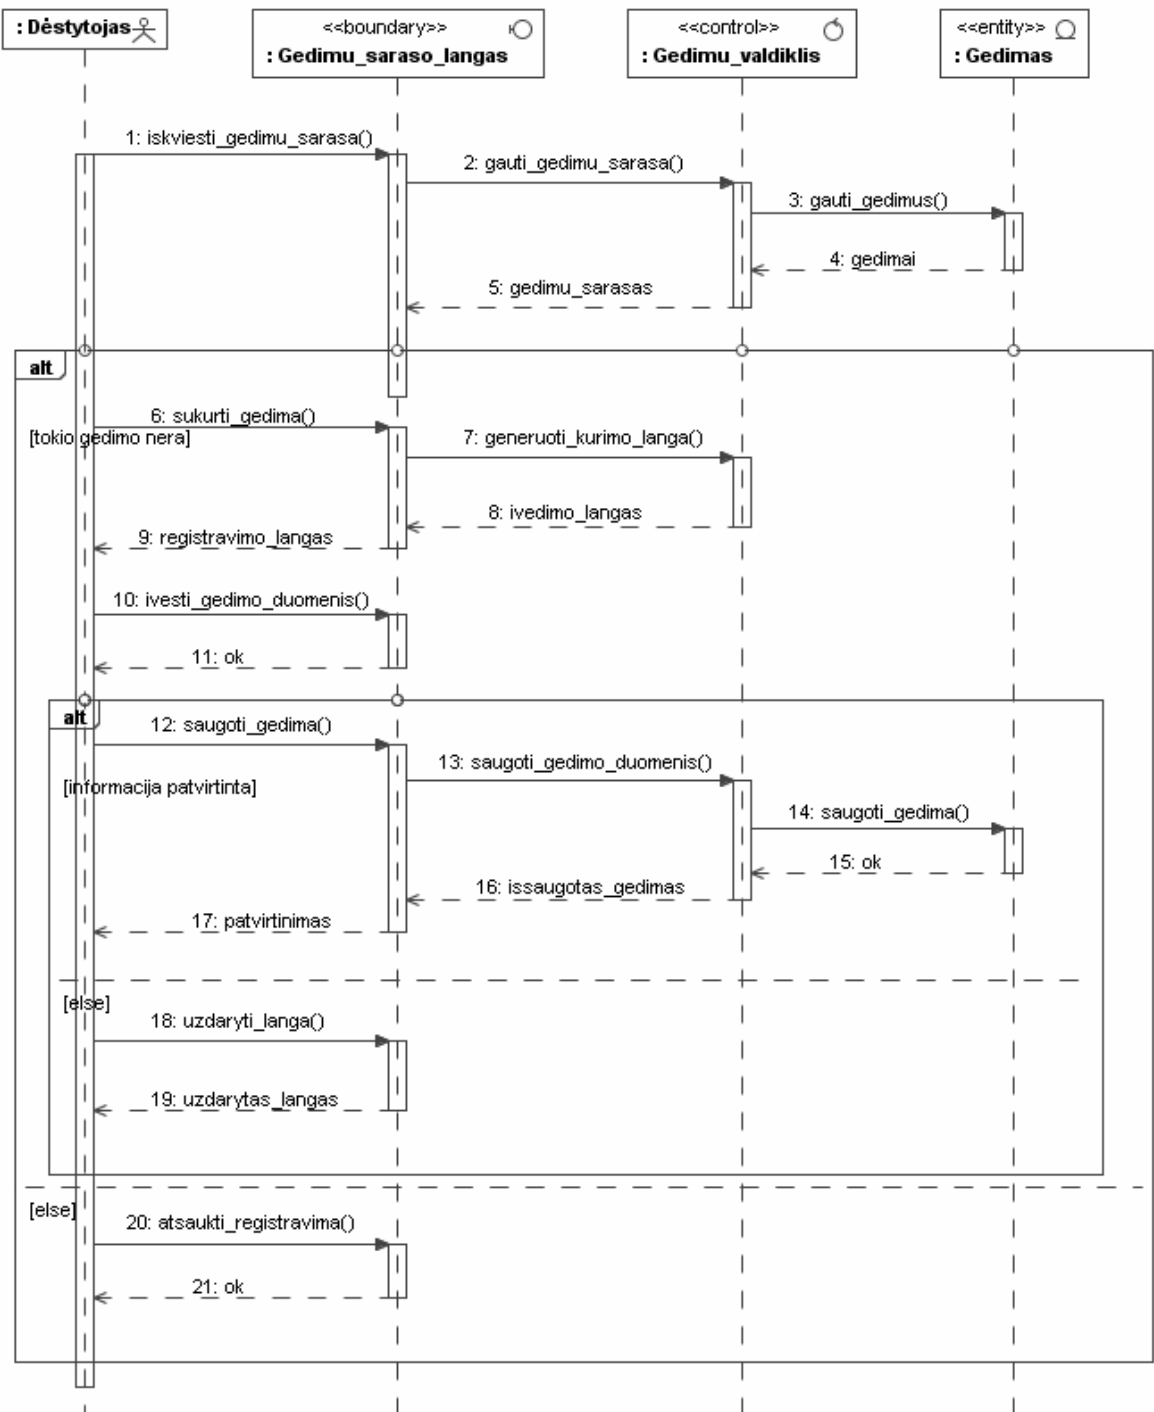 : Dėstytojas
<<boundary>>
: Gedimu_saraso_langas
<<control>>
: Gedimu_valdiklis
<<entity>>
: Gedimas
1: iskviesti_gedimu_sarasa()
2: gauti_gedimu_sarasa()
3: gauti_gedimus()
4: gedimai
5: gedimu_sarasas
alt
6: sukurti_gedima()
[tokio gedimo nera]
7: generuoti_kurimo_langa()
8: ivedimo_langas
9: registravimo_langas
10: ivesti_gedimo_duomenis()
11: ok
alt
12: saugoti_gedima()
13: saugoti_gedimo_duomenis()
[informacija patvirtinta]
14: saugoti_gedima()
15: ok
16: issaugotas_gedimas
17: patvirtinimas
[else]
18: uzdaryti_langa()
19: uzdarytas_langas
[else]
20: atsaukti_registravima()
21: ok